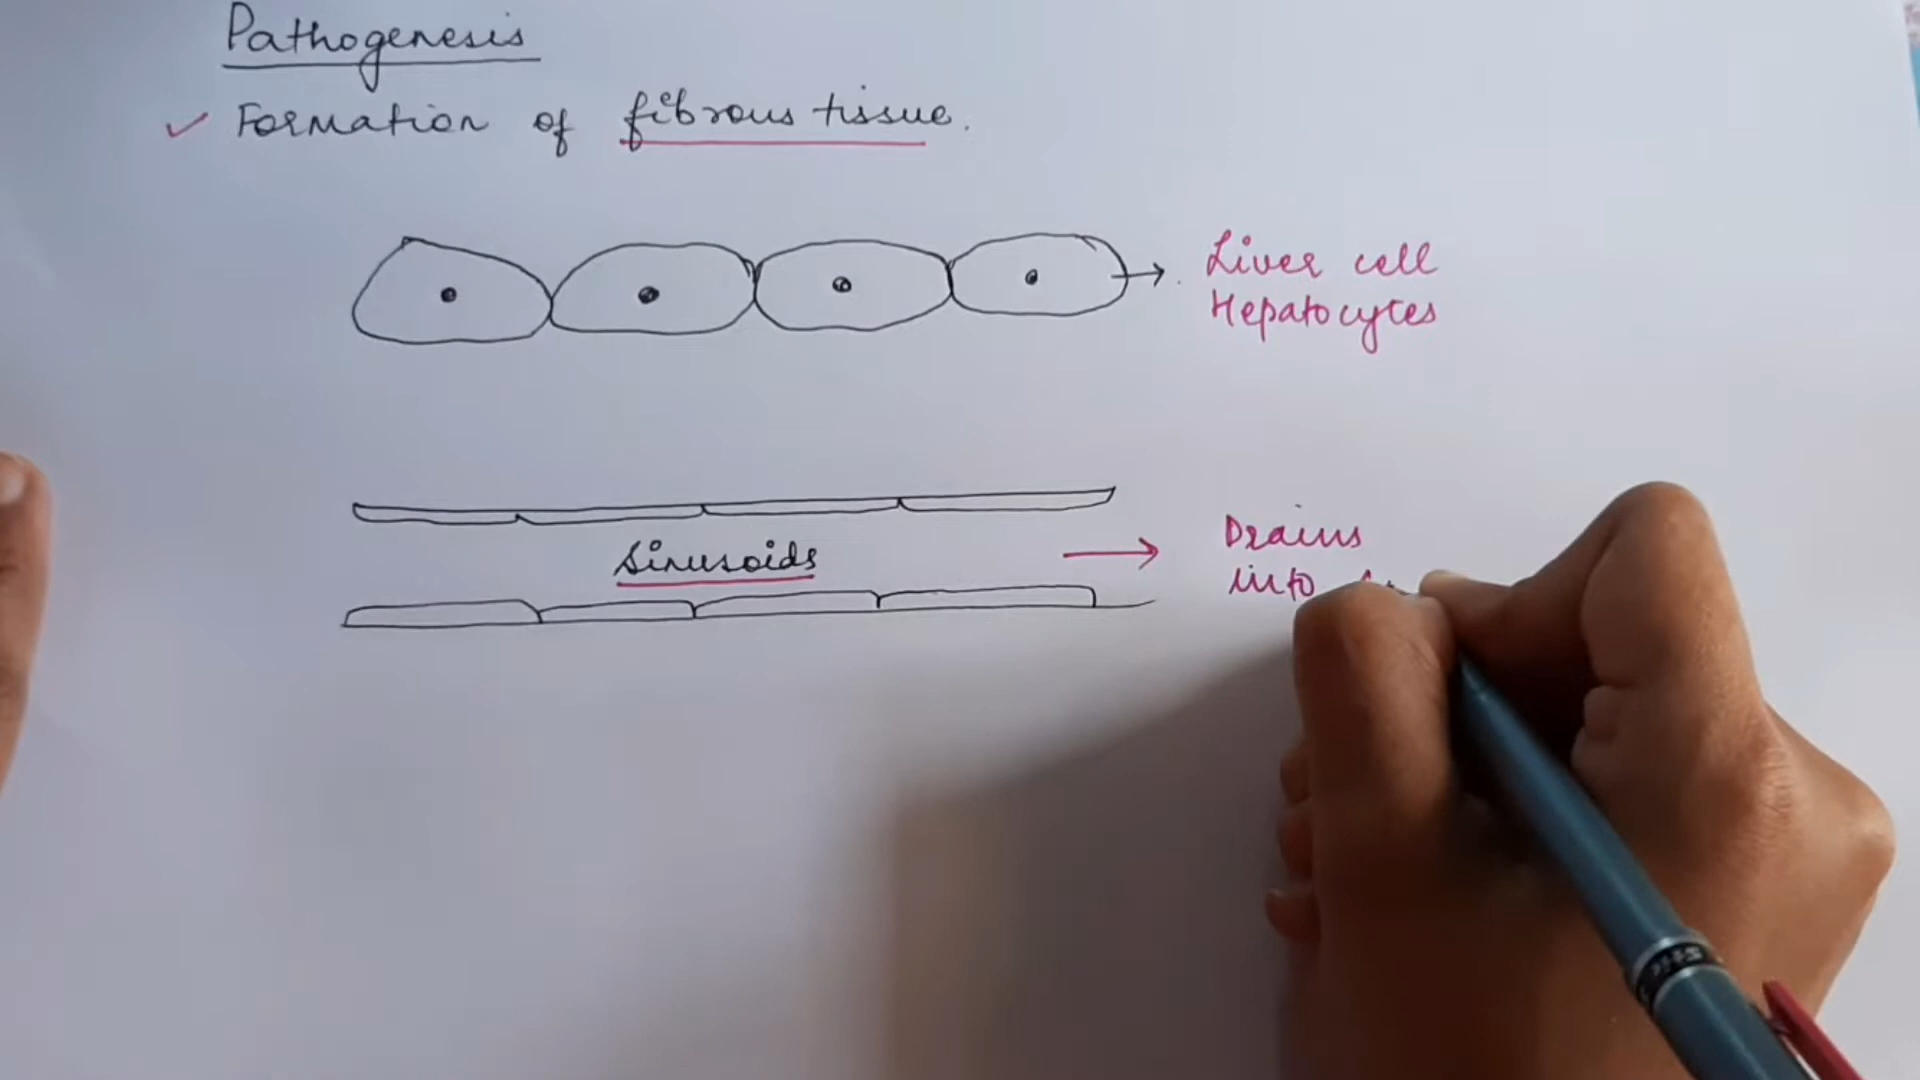 Pathogenesis
✓ Formation of fibrous tissue.
Liver cell
Hepatocytes
Sinusoids
Drains
into